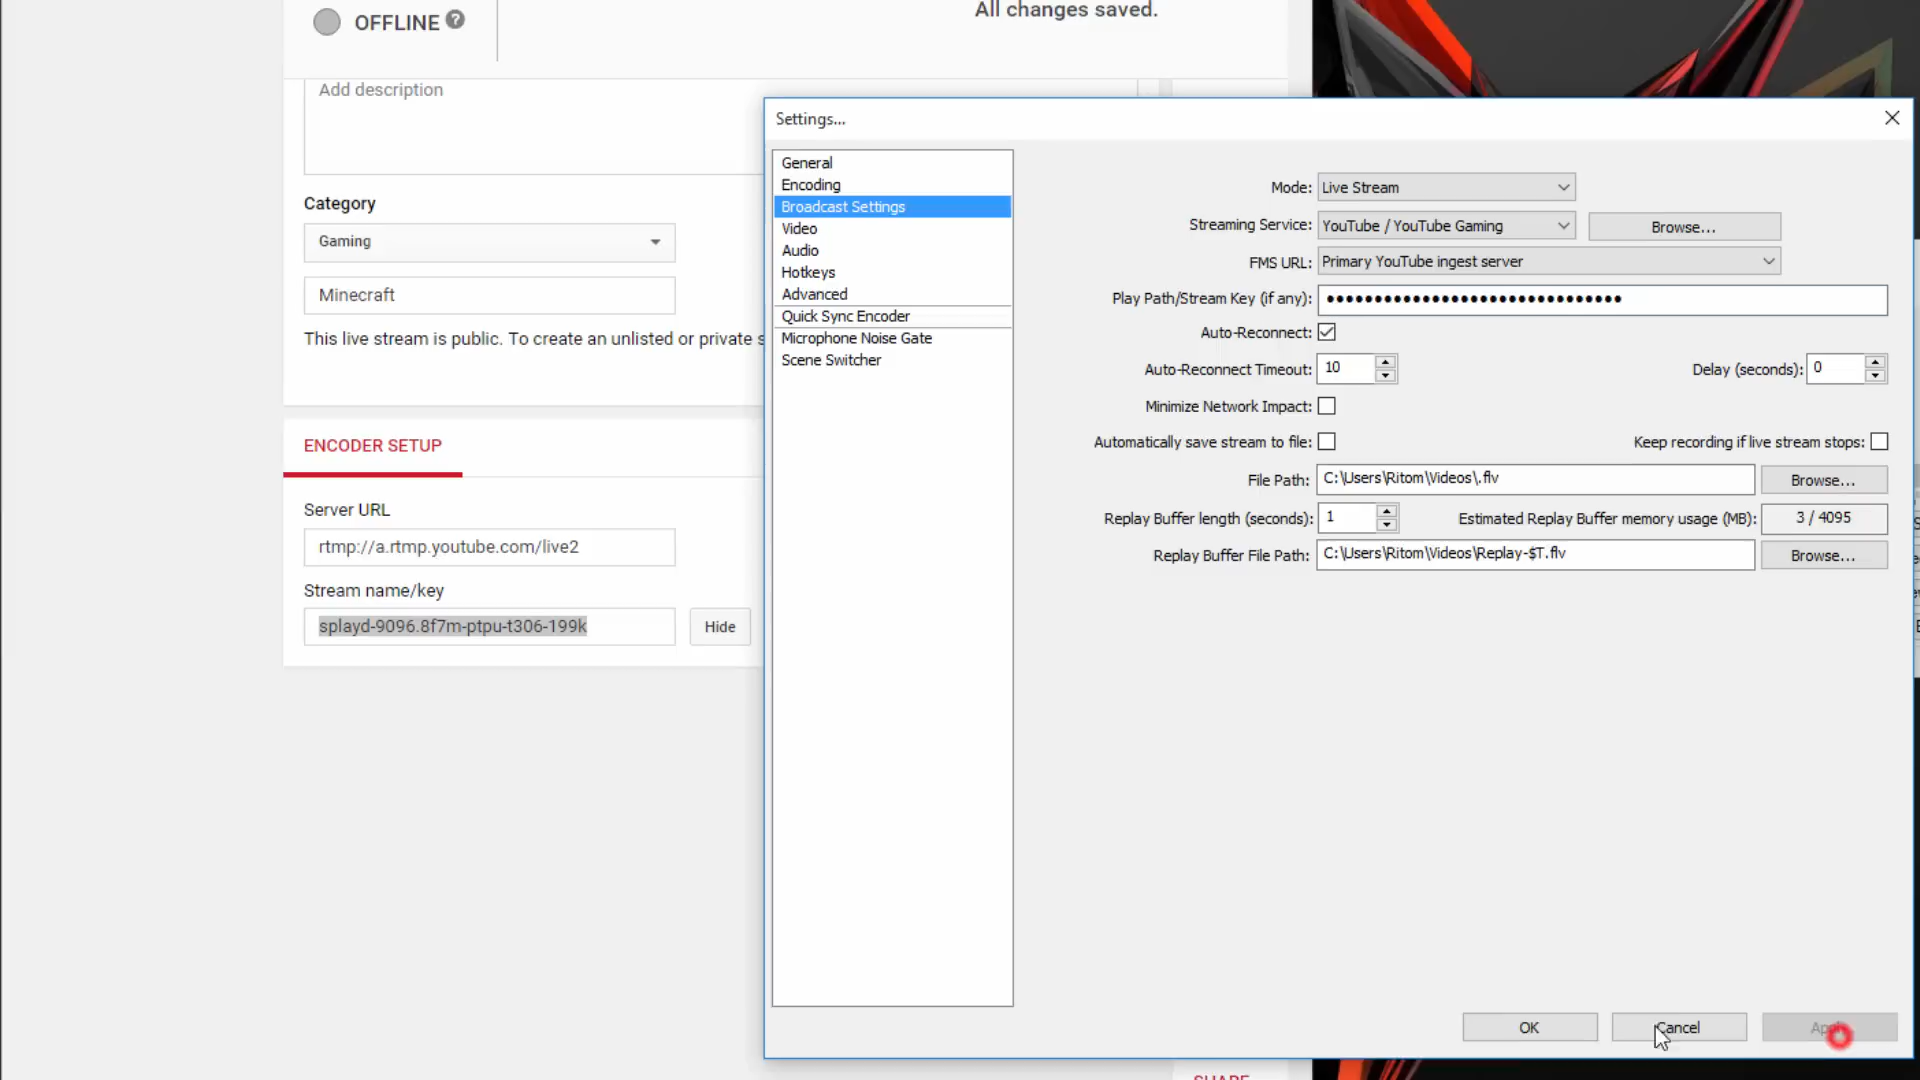 OFFLINE ?
All changes saved.
Add description
Category
Gaming
Minecraft
This live stream is public. To create an unlisted or private
ENCODER SETUP
Server URL
rtmp://a.rtmp.youtube.com/live2
Stream name/key
splayd-9096.8f7m-ptpu-t306-199k
Hide
Settings...
General
Encoding
Broadcast Settings
Video
Audio
Hotkeys
Advanced
Quick Sync Encoder
Microphone Noise Gate
Scene Switcher
Mode: Live Stream
Streaming Service: YouTube / YouTube Gaming Browse...
FMS URL: Primary YouTube ingest server
Play Path/Stream Key (if any): •••••••••••••••••••••••••••••••
Auto-Reconnect:
Auto-Reconnect Timeout: 10 Delay (seconds): 0
Minimize Network Impact:
Automatically save stream to file: Keep recording if live stream stops:
File Path: C:\Users\Ritom\Videos\.flv Browse...
Replay Buffer length (seconds): 1 Estimated Replay Buffer memory usage (MB): 3 / 4095
Replay Buffer File Path: C:\Users\Ritom\Videos\Replay-$T.flv Browse...
OK Cancel
SHARE